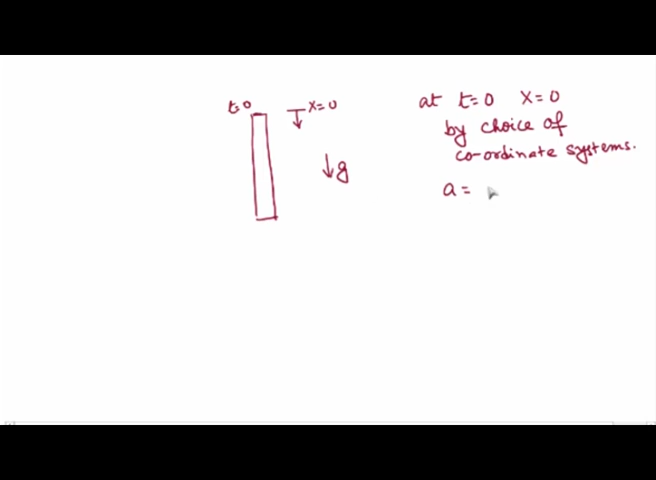 t=0
x=0
g
at t=0 x=0
by choice of
co-ordinate systems.
a=